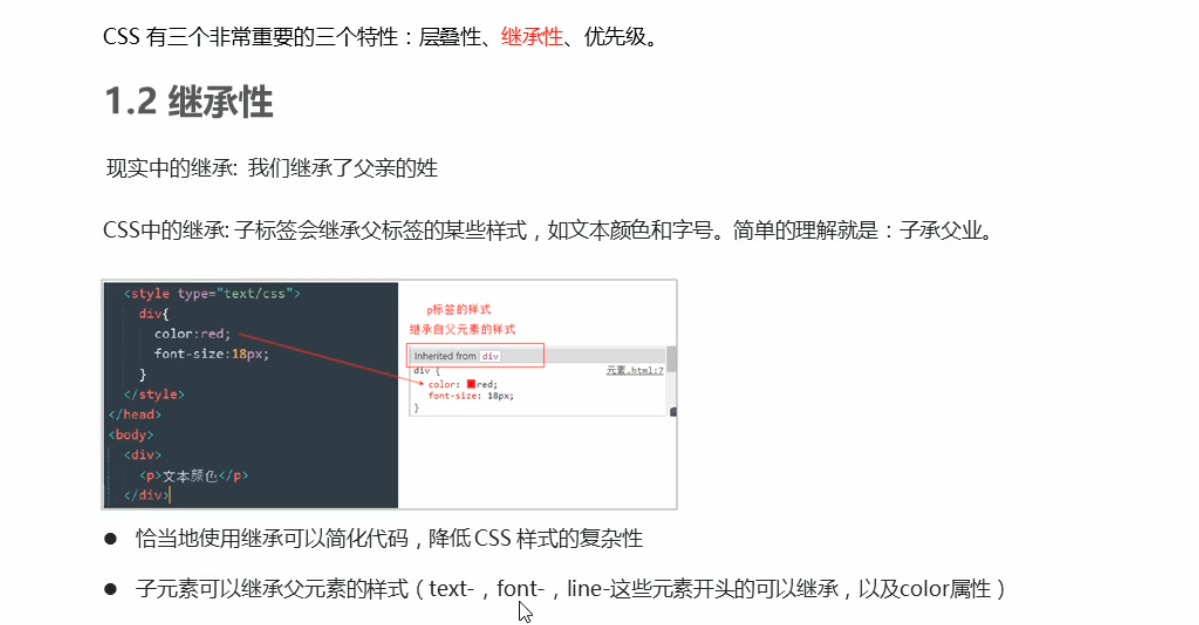 CSS 有三个非常重要的三个特性：层叠性、继承性、优先级。
1.2 继承性
现实中的继承: 我们继承了父亲的姓
CSS中的继承: 子标签会继承父标签的某些样式，如文本颜色和字号。简单的理解就是：子承父业。
<style type="text/css">
div{
color:red;
font-size:18px;
}
</style>
</head>
<body>
<div>
<p>文本颜色</p>
</div>
p标签的样式
继承自父元素的样式
Inherited from div
div {
元素.html:7
color: red;
font-size: 18px;
}
● 恰当地使用继承可以简化代码，降低 CSS 样式的复杂性
● 子元素可以继承父元素的样式（text-，font-，line-这些元素开头的可以继承，以及color属性）